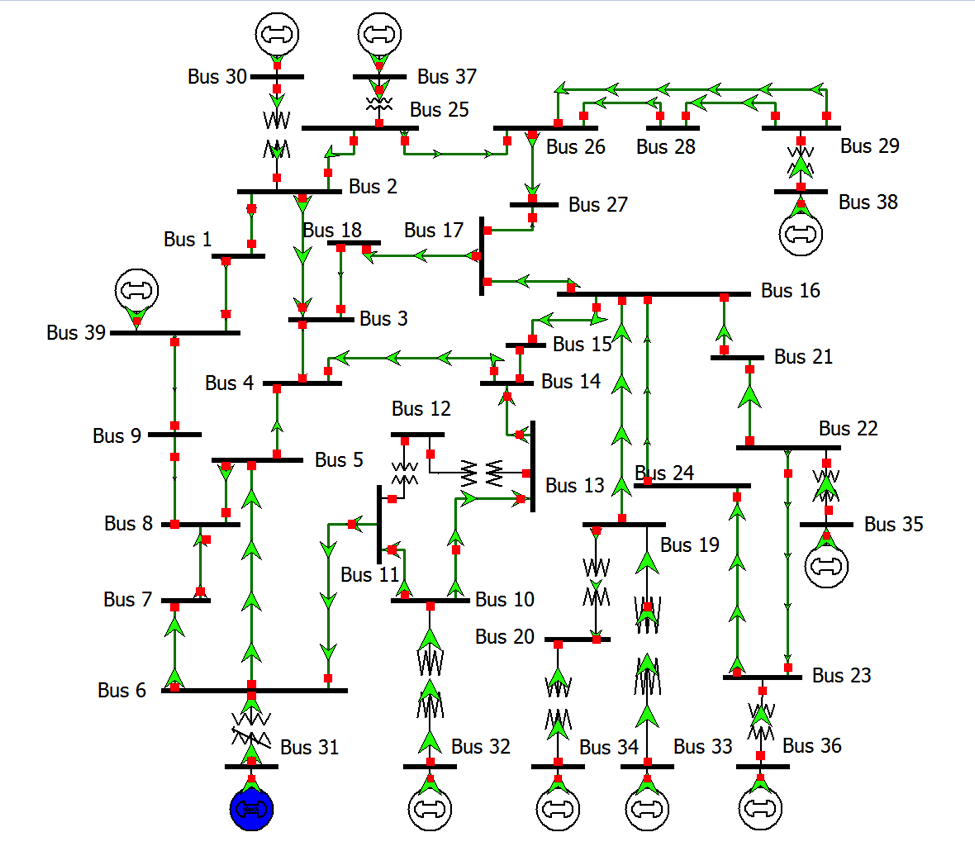 Bus 30
Bus 37
Bus 25
Bus 26
Bus 28
Bus 29
Bus 2
Bus 38
Bus 27
Bus 18
Bus 17
Bus 1
Bus 16
Bus 39
Bus 3
Bus 15
Bus 21
Bus 4
Bus 14
Bus 12
Bus 9
Bus 22
Bus 5
Bus 24
Bus 13
Bus 8
Bus 35
Bus 19
Bus 11
Bus 7
Bus 10
Bus 20
Bus 23
Bus 6
Bus 31
Bus 32
Bus 34
Bus 33
Bus 36